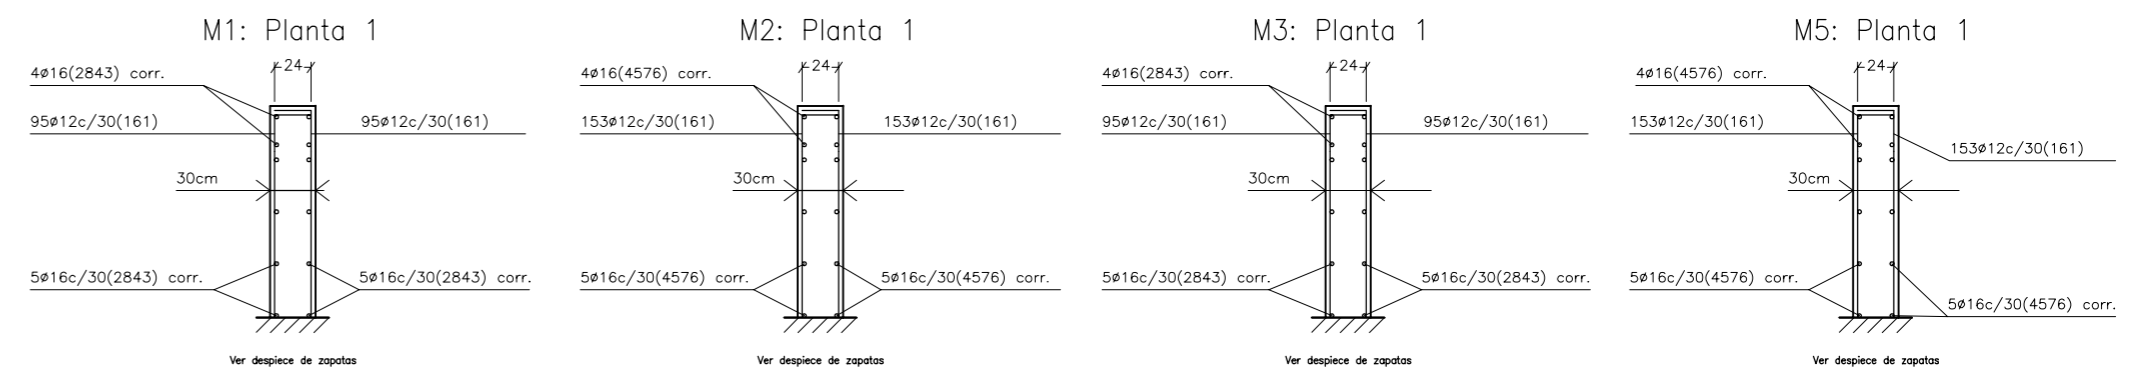 M1: Planta 1
24
4ø16(2843) corr.
95ø12c/30(161)
95ø12c/30(161)
30cm
5ø16c/30(2843) corr.
5ø16c/30(2843) corr.
Ver despiece de zapatas
M2: Planta 1
24
4ø16(4576) corr.
153ø12c/30(161)
153ø12c/30(161)
30cm
5ø16c/30(4576) corr.
5ø16c/30(4576) corr.
Ver despiece de zapatas
M3: Planta 1
24
4ø16(2843) corr.
95ø12c/30(161)
95ø12c/30(161)
30cm
5ø16c/30(2843) corr.
5ø16c/30(2843) corr.
Ver despiece de zapatas
M5: Planta 1
24
4ø16(4576) corr.
153ø12c/30(161)
153ø12c/30(161)
30cm
5ø16c/30(4576) corr.
5ø16c/30(4576) corr.
Ver despiece de zapatas